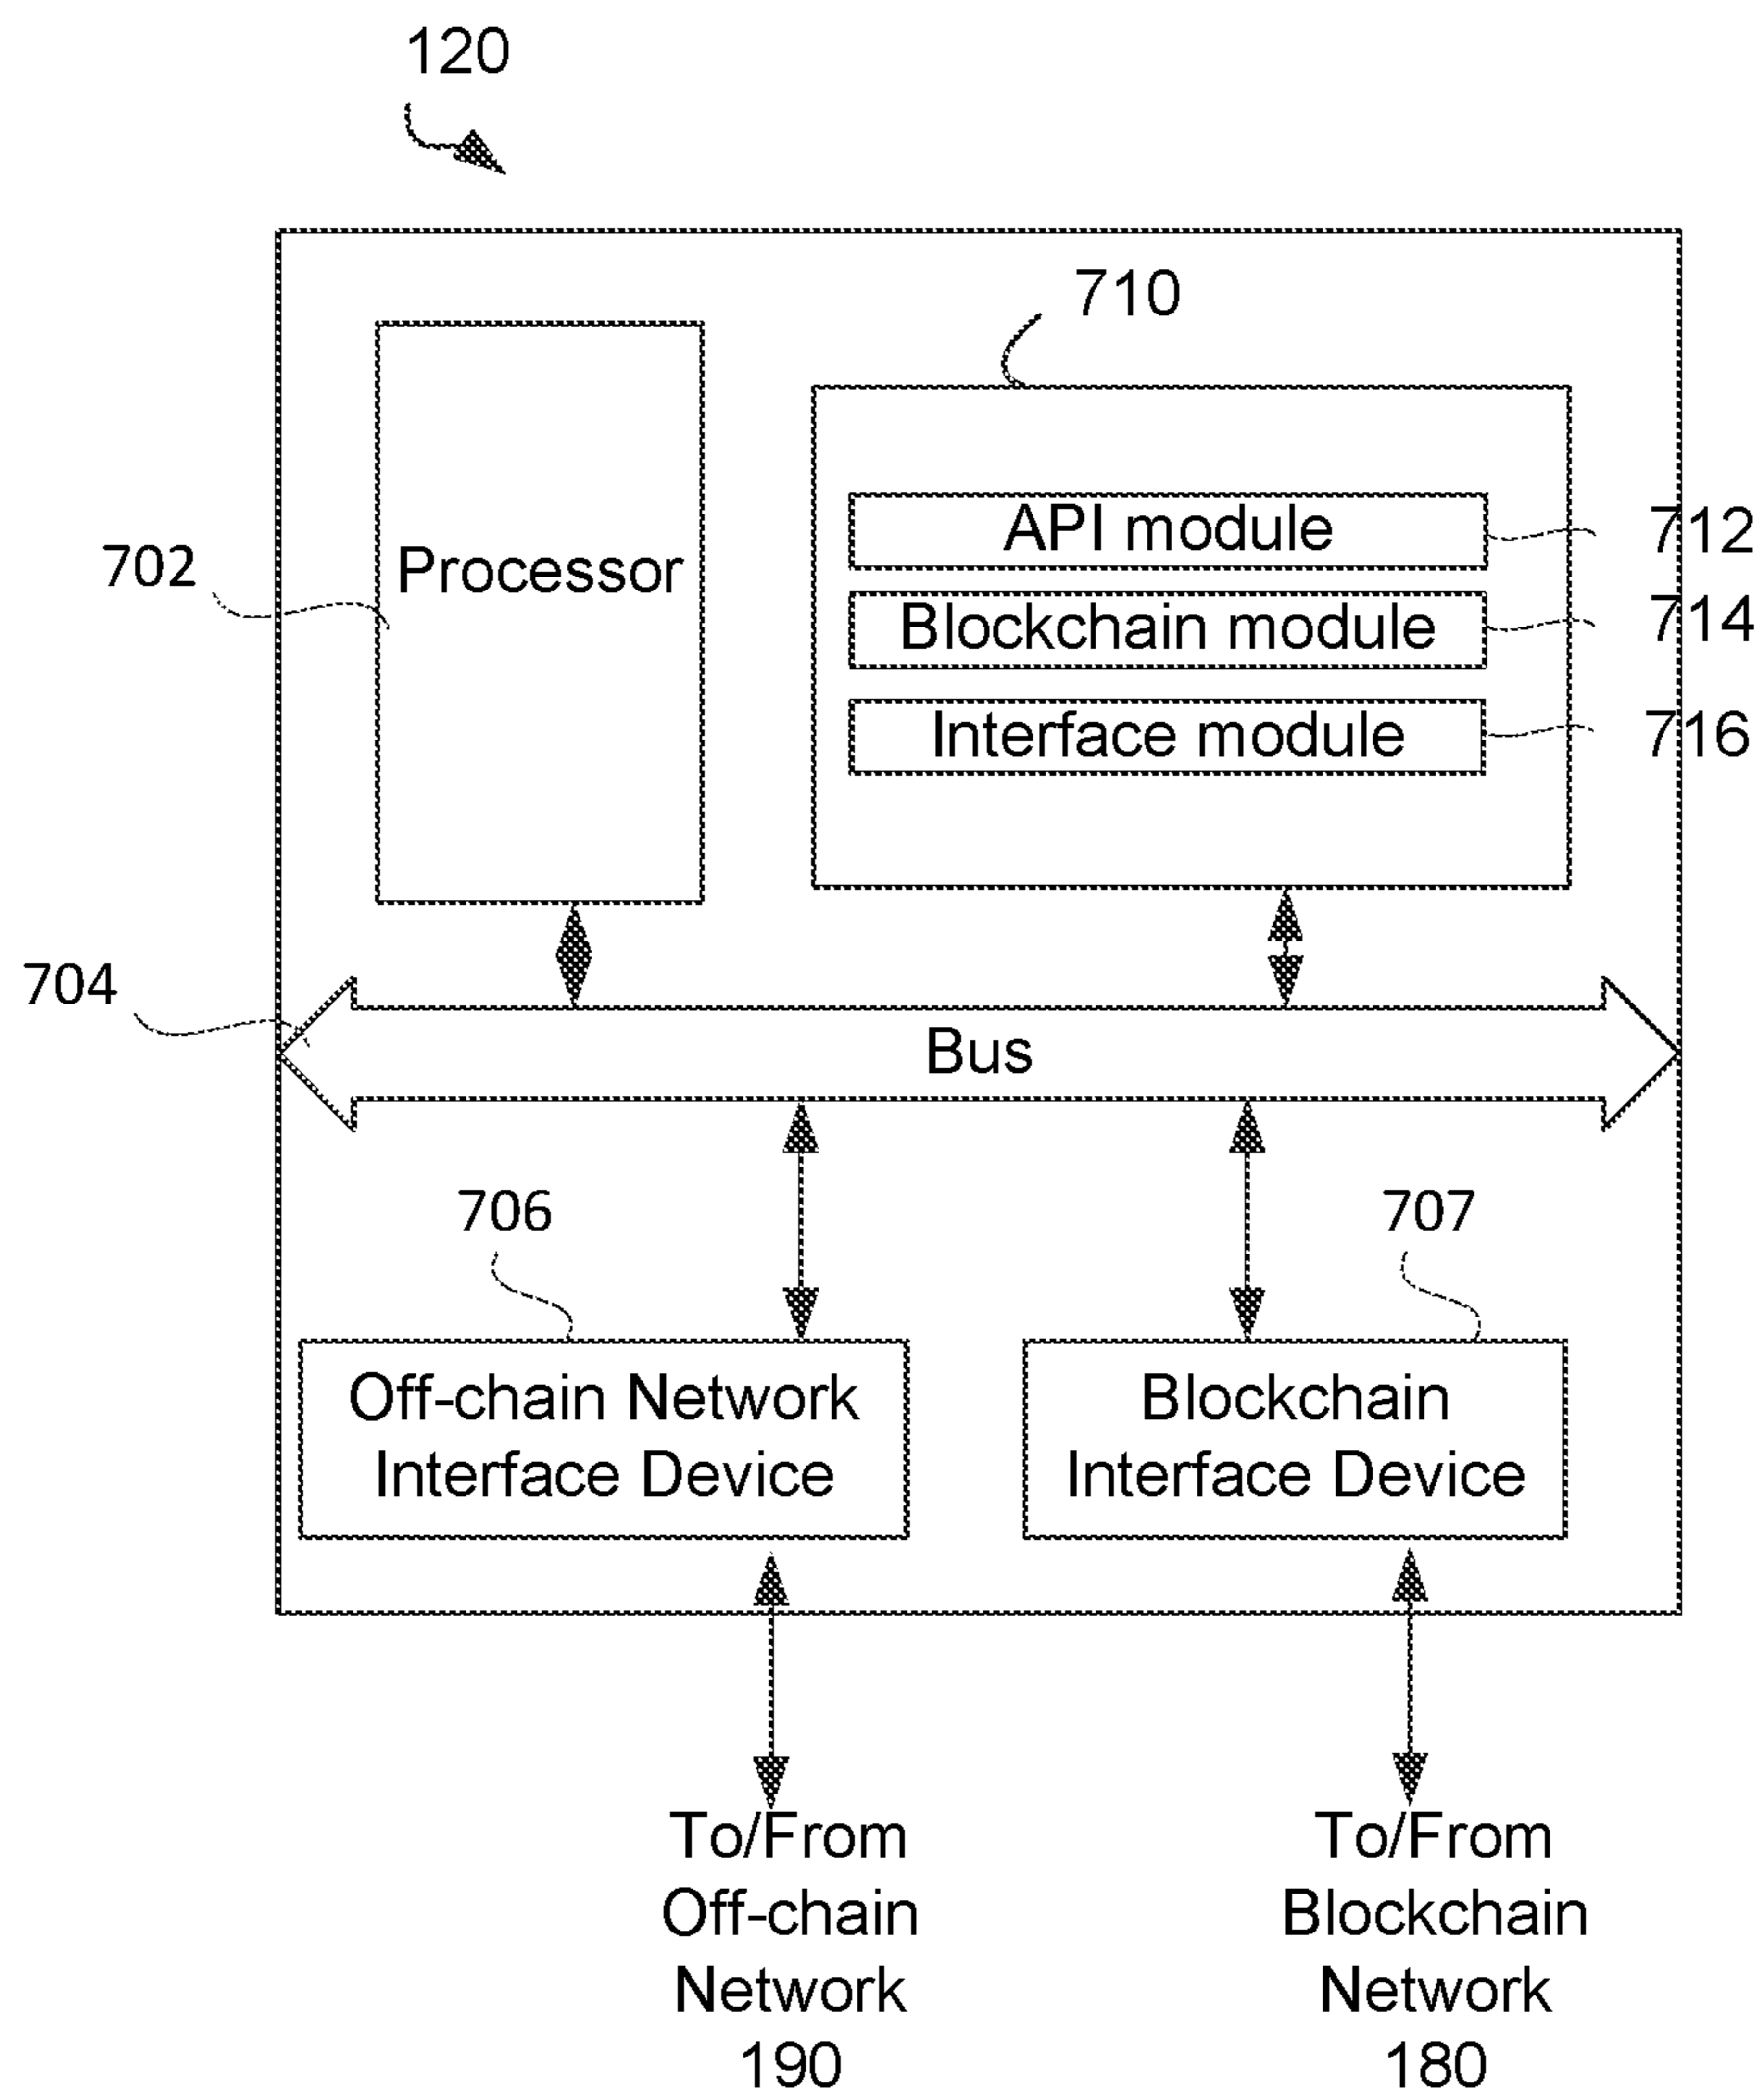 120
710
API module
712
Processor
702
Blockchain module
714
Interface module
716
704
Bus
706
707
Off-chain Network
Interface Device
Blockchain
Interface Device
To/From
Off-chain
Network
190
To/From
Blockchain
Network
180